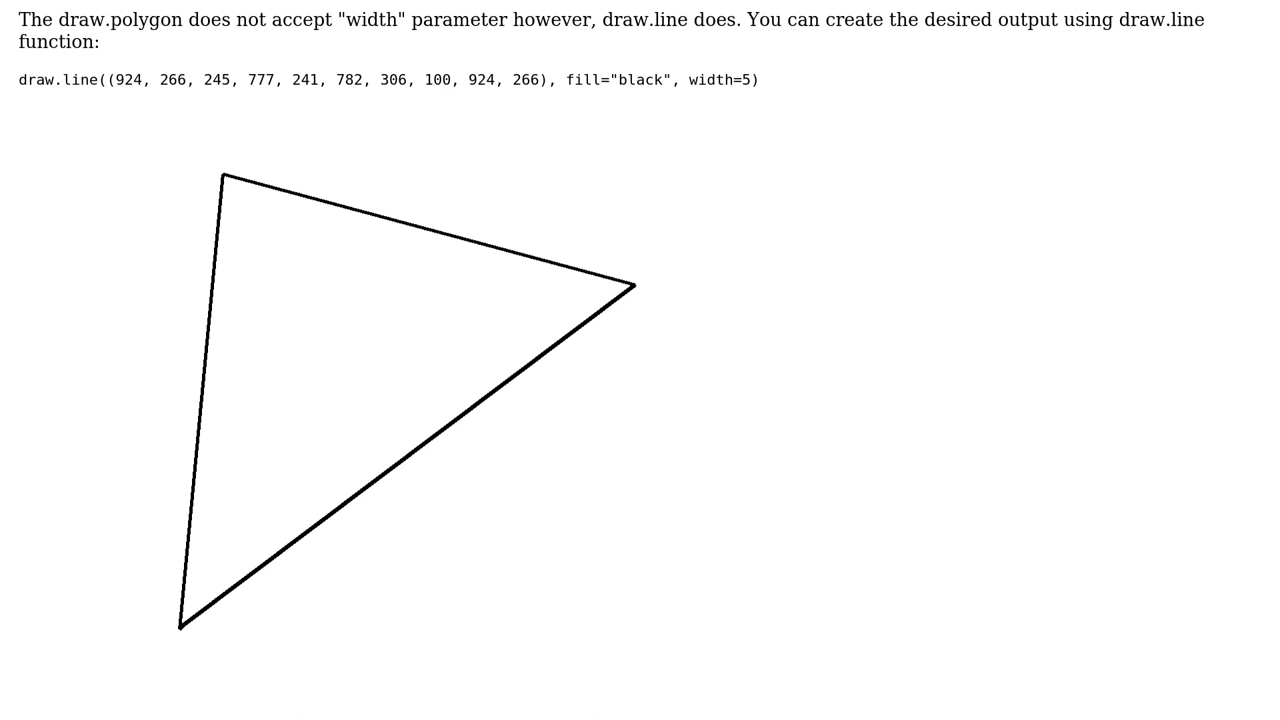 The draw.polygon does not accept "width" parameter however, draw.line does. You can create the desired output using draw.line
function:
draw.line((924, 266, 245, 777, 241, 782, 306, 100, 924, 266), fill="black", width=5)